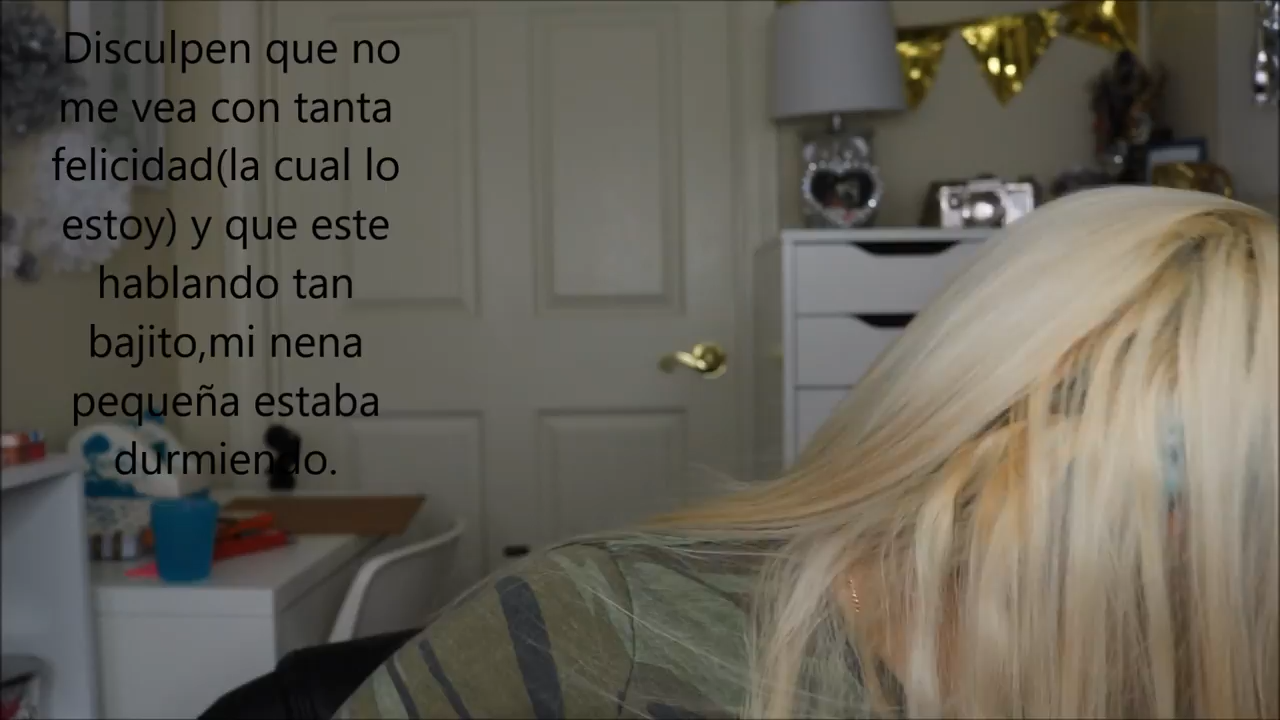 Disculpen que no
me vea con tanta
felicidad(la cual lo
estoy) y que este
hablando tan
bajito,mi nena
pequeña estaba
durmiendo.